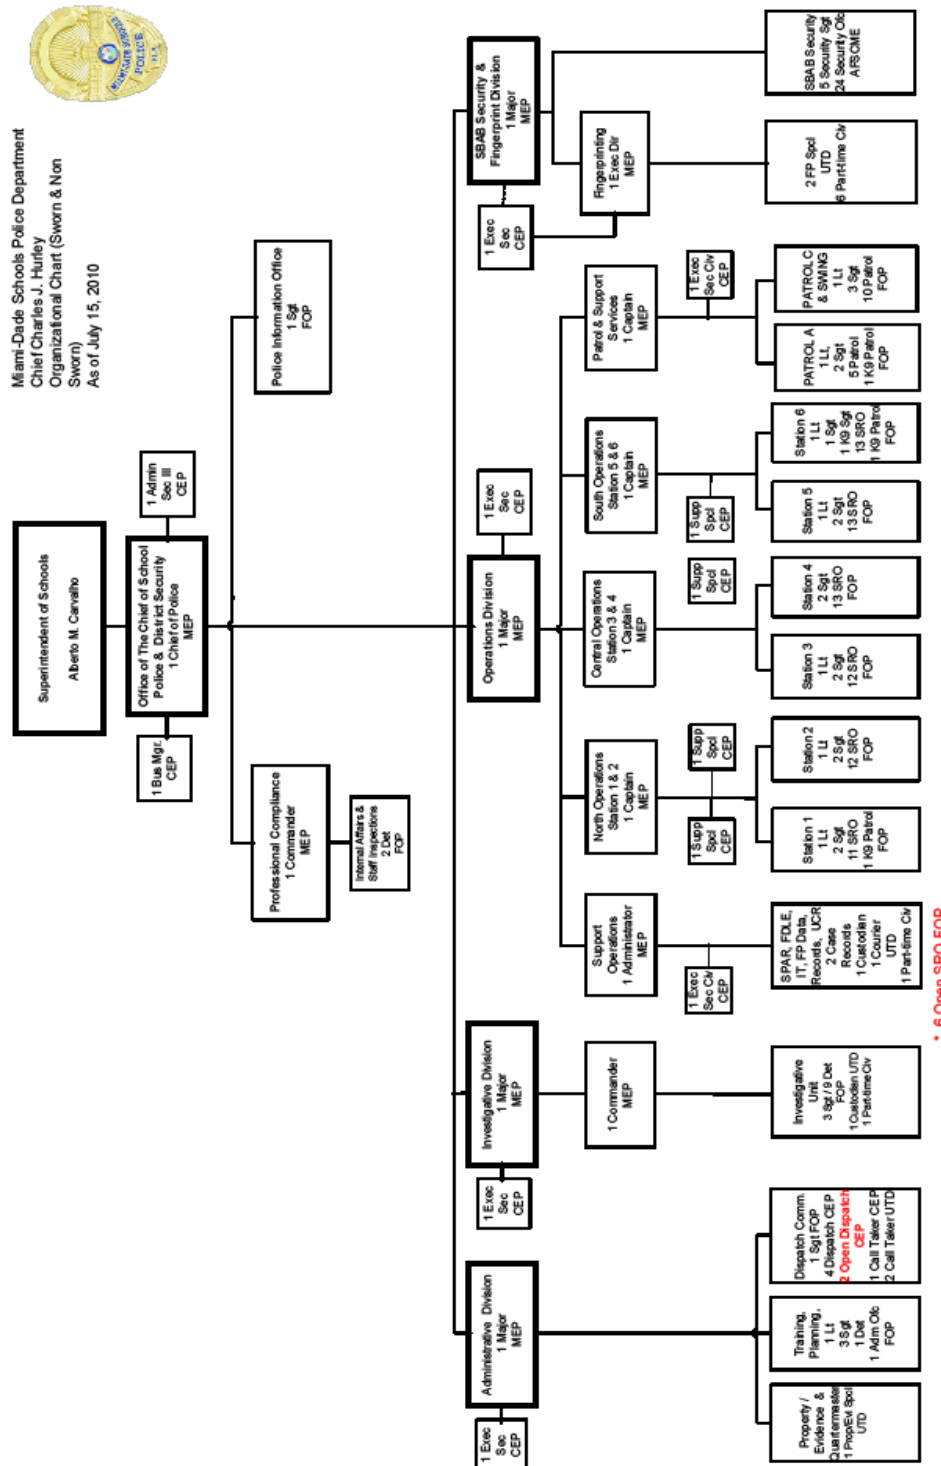 Miami-Dade Schools Police Department
Chief Charles J. Hurley
Organizational Chart (Sworn & Non
Sworn)
As of July 15, 2010
MIAMI-DADE SCHOOLS
POLICE
FLA.
Superintendent of Schools
Alberto M. Carvalho
1 Bus Mgr.
CEP
Office of The Chief of School
Police & District Security
1 Chief of Police
MEP
1 Admin
Sec III
CEP
Professional Compliance
1 Commander
MEP
Internal Affairs &
Staff Inspections
2 Det
FOP
Police Information Office
1 Sgt
FOP
1 Exec
Sec
CEP
Administrative Division
1 Major
MEP
1 Exec
Sec
CEP
Investigative Division
1 Major
MEP
Operations Division
1 Major
MEP
1 Exec
Sec
CEP
1 Exec
Sec
CEP
SBAB Security &
Fingerprint Division
1 Major
MEP
1 Commander
MEP
Support
Operations
1 Administrator
MEP
North Operations
Station 1 & 2
1 Captain
MEP
Central Operations
Station 3 & 4
1 Captain
MEP
South Operations
Station 5 & 6
1 Captain
MEP
Patrol & Support
Services
1 Captain
MEP
Fingerprinting
1 Exec Dir
MEP
1 Exec
Sec Civ
CEP
1 Supp
Spcl
CEP
1 Supp
Spcl
CEP
1 Supp
Spcl
CEP
1 Supp
Spcl
CEP
1 Exec
Sec Civ
CEP
Property /
Evidence &
Quartermaster
1 Prop/Evi Spcl
UTD
Training,
Planning,
1 Lt
3 Sgt
1 Det
1 Adm Ofc
FOP
Dispatch Comm.
1 Sgt FOP
4 Dispatch CEP
2 Open Dispatch
CEP
1 Call Taker CEP
2 Call Taker UTD
Investigative
Unit
3 Sgt / 9 Det
FOP
1 Custodian UTD
1 Part-time Civ
SPAR, FDLE,
IT, FP Data,
Records, UCR
2 Case
Records
1 Custodian
1 Courier
UTD
1 Part-time Civ
Station 1
1 Lt
2 Sgt
11 SRO
1 K9 Patrol
FOP
Station 2
1 Lt
2 Sgt
12 SRO
FOP
Station 3
1 Lt
2 Sgt
12 SRO
FOP
Station 4
2 Sgt
13 SRO
FOP
Station 5
1 Lt
2 Sgt
13 SRO
FOP
Station 6
1 Lt
1 Sgt
1 K9 Sgt
13 SRO
1 K9 Patrol
FOP
PATROL A
1 Lt,
2 Sgt
5 Patrol
1 K9 Patrol
FOP
PATROL C
& SWING
1 Lt
3 Sgt
10 Patrol
FOP
2 FP Spcl
UTD
6 Part-time Civ
SBAB Security
5 Security Sgt
24 Security Ofc
AFSCME
* 6 Open SRO FOP